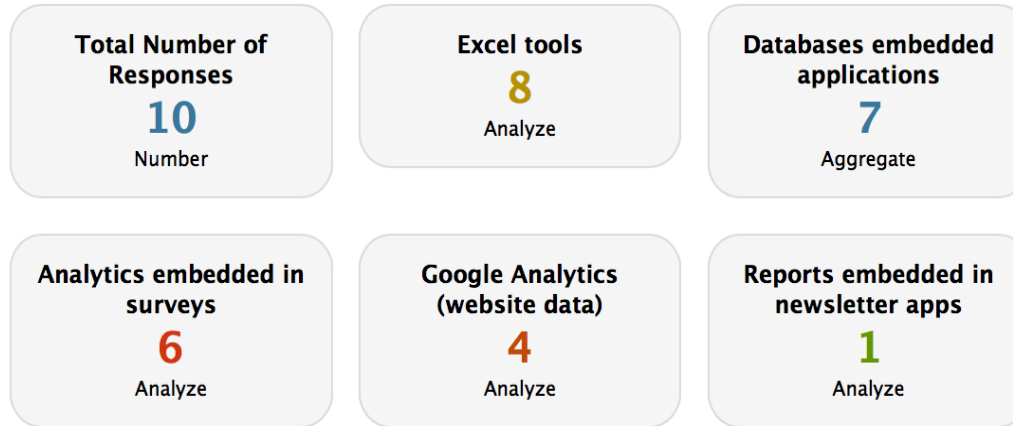 Total Number of
Responses
10
Number
Excel tools
8
Analyze
Databases embedded
applications
7
Aggregate
Analytics embedded in
surveys
6
Analyze
Google Analytics
(website data)
4
Analyze
Reports embedded in
newsletter apps
1
Analyze